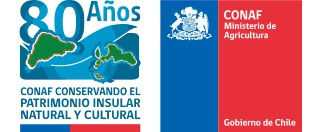 80 Años
CONAF CONSERVANDO EL
PATRIMONIO INSULAR
NATURAL Y CULTURAL
CONAF
Ministerio de
Agricultura
Gobierno de Chile